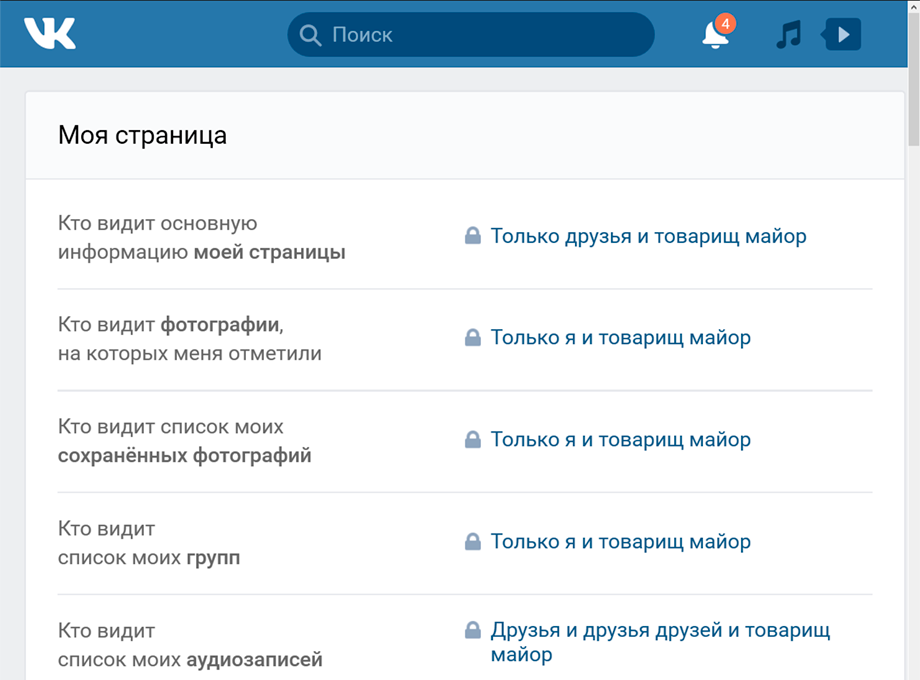 VK
Поиск
4
Моя страница
Кто видит основную
информацию моей страницы
Только друзья и товарищ майор
Кто видит фотографии,
на которых меня отметили
Только я и товарищ майор
Кто видит список моих
сохранённых фотографий
Только я и товарищ майор
Кто видит
список моих групп
Только я и товарищ майор
Кто видит
список моих аудиозаписей
Друзья и друзья друзей и товарищ
майор